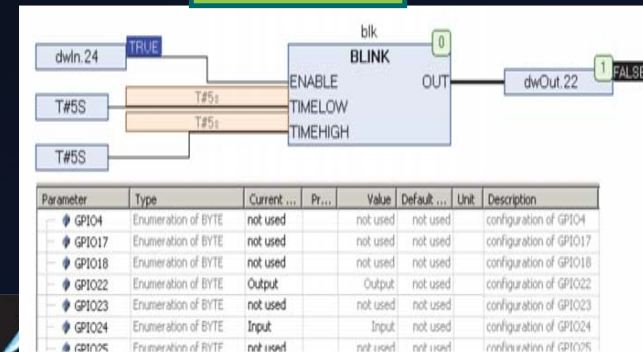 blk
0
BLINK
dwIn.24 TRUE
ENABLE OUT
dwOut.22 1 FALSE
T#5S T#5s TIMELOW
T#5s TIMEHIGH
T#5S
Parameter Type Current ... Pr... Value Default ... Unit Description
GPIO4 Enumeration of BYTE not used not used not used configuration of GPIO4
GPIO17 Enumeration of BYTE not used not used not used configuration of GPIO17
GPIO18 Enumeration of BYTE not used not used not used configuration of GPIO18
GPIO22 Enumeration of BYTE Output Output not used configuration of GPIO22
GPIO23 Enumeration of BYTE not used not used not used configuration of GPIO23
GPIO24 Enumeration of BYTE Input Input not used configuration of GPIO24
GPIO25 Enumeration of BYTE not used not used not used configuration of GPIO25